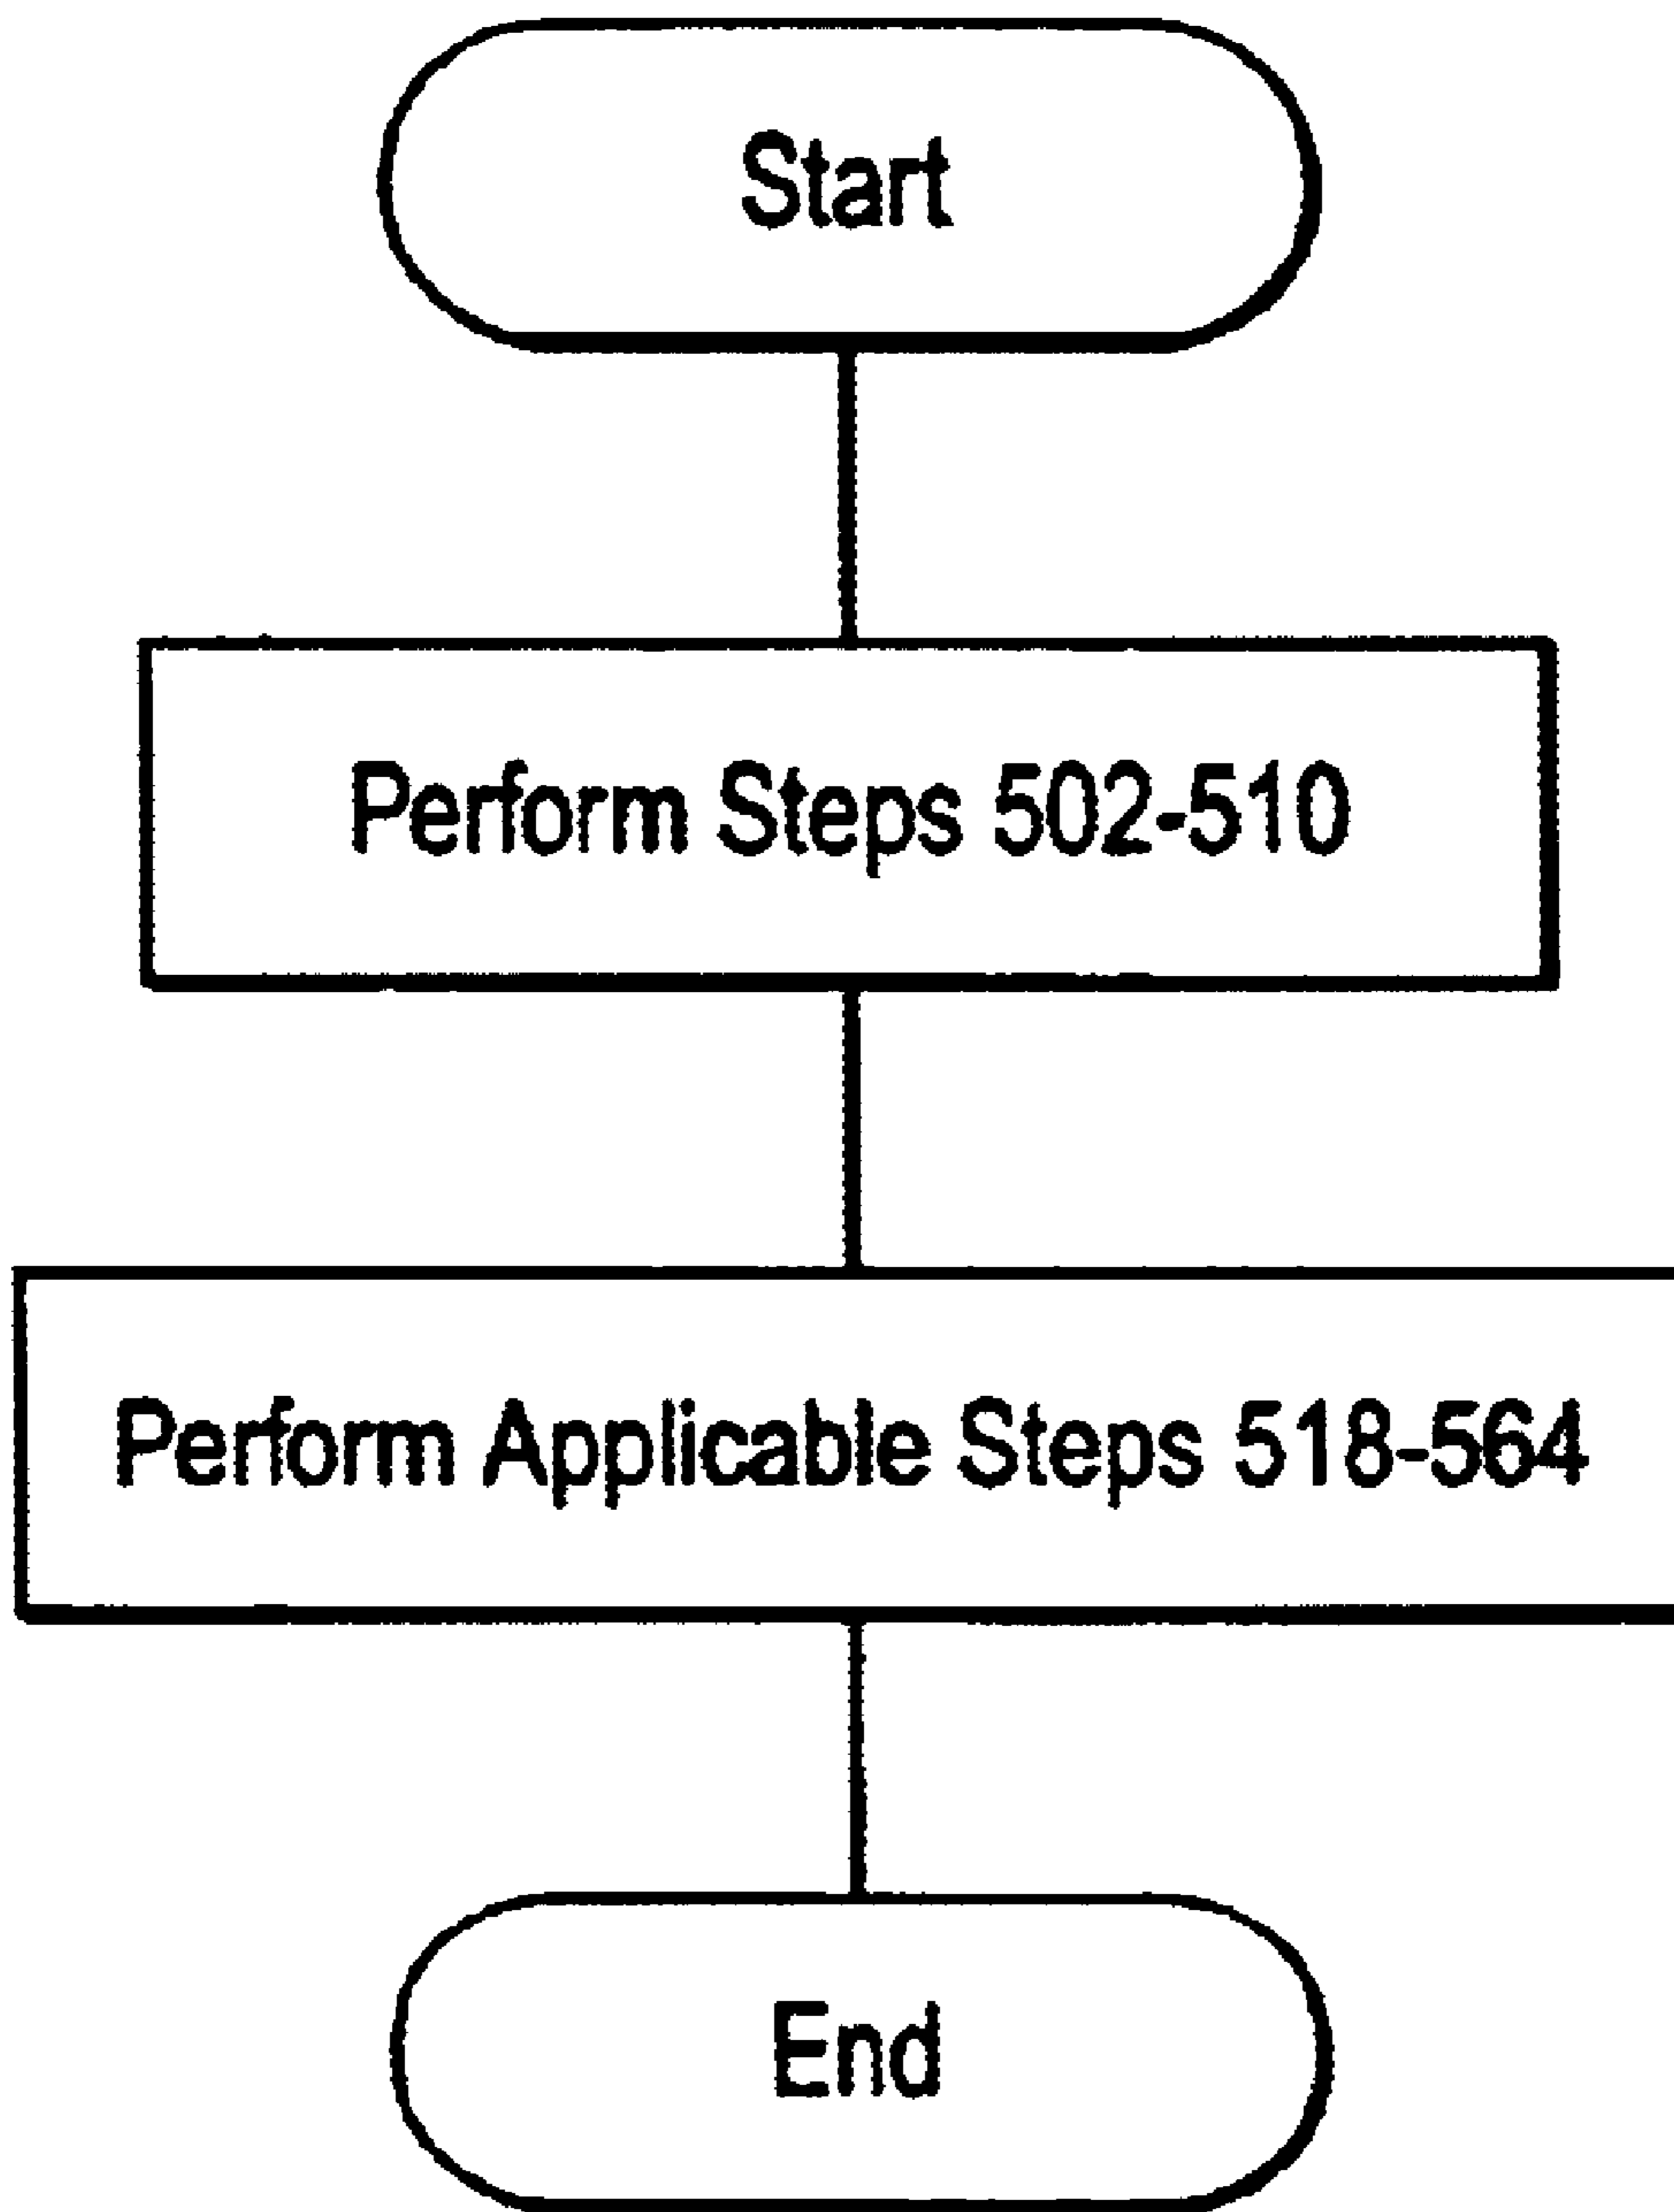 Start
Perform Steps 502-510
Perform Applicable Steps 518-564
End